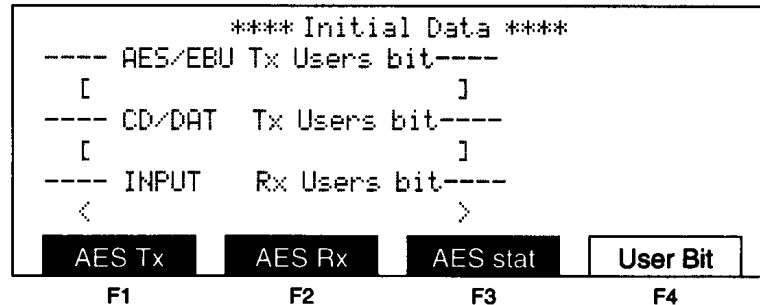 **** Initial Data ****
---- AES/EBU Tx Users bit----
[ ]
---- CD/DAT Tx Users bit----
[ ]
---- INPUT Rx Users bit----
< >
AES Tx AES Rx AES stat User Bit
F1 F2 F3 F4